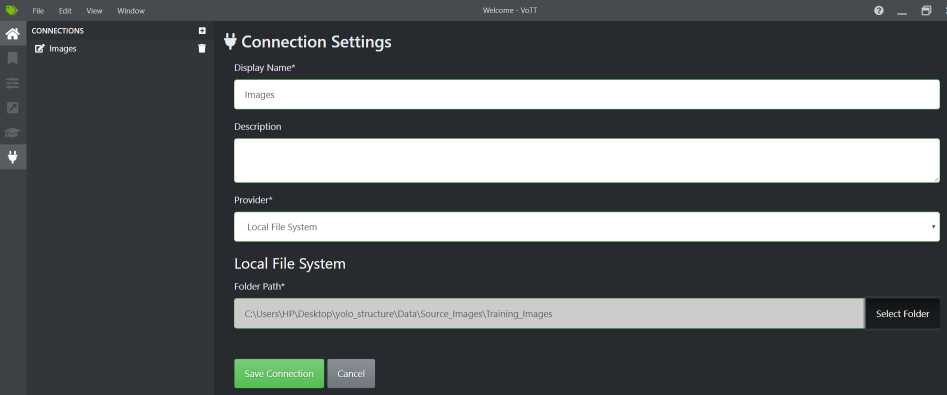 File Edit View Window Welcome - VoTT
CONNECTIONS
Images
Connection Settings
Display Name*
Images
Description
Provider*
Local File System
Local File System
Folder Path*
C:\Users\HP\Desktop\yolo_structure\Data\Source_Images\Training_Images
Select Folder
Save Connection Cancel